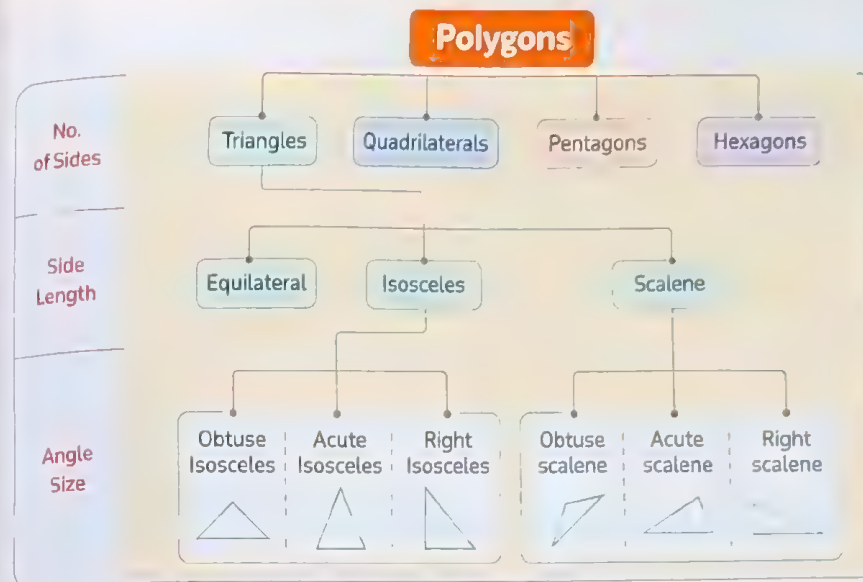 Polygons
No.
of Sides
Triangles
Quadrilaterals
Pentagons
Hexagons
Side
Length
Equilateral
Isosceles
Scalene
Angle
Size
Obtuse
Isosceles
Acute
Isosceles
Right
Isosceles
Obtuse
scalene
Acute
scalene
Right
scalene